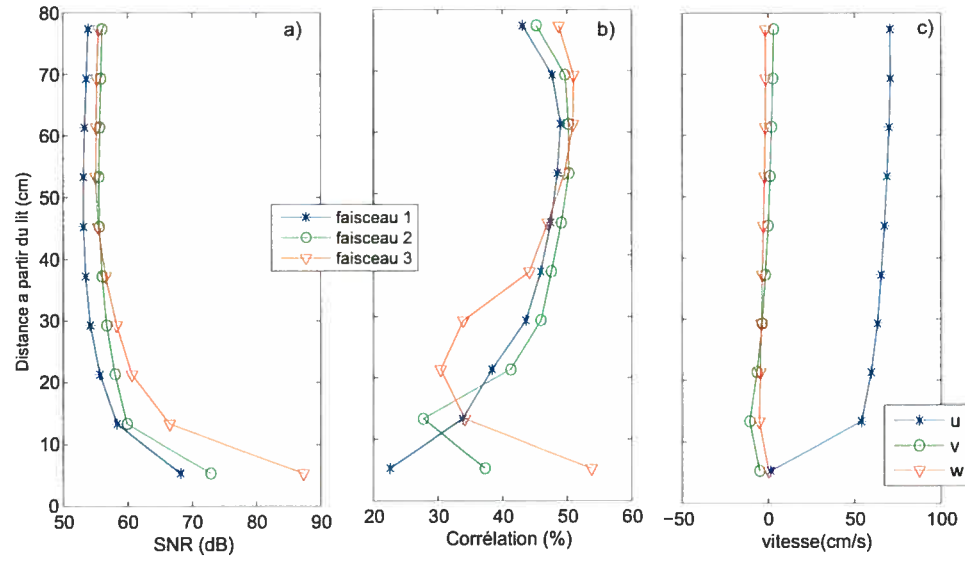 a)
b)
c)
Distance a partir du lit (cm)
80
70
60
50
40
30
20
10
0
faisceau 1
faisceau 2
faisceau 3
u
v
w
50 60 70 80 90
SNR (dB)
20 30 40 50 60
Corrélation (%)
−50 0 50 100
vitesse(cm/s)